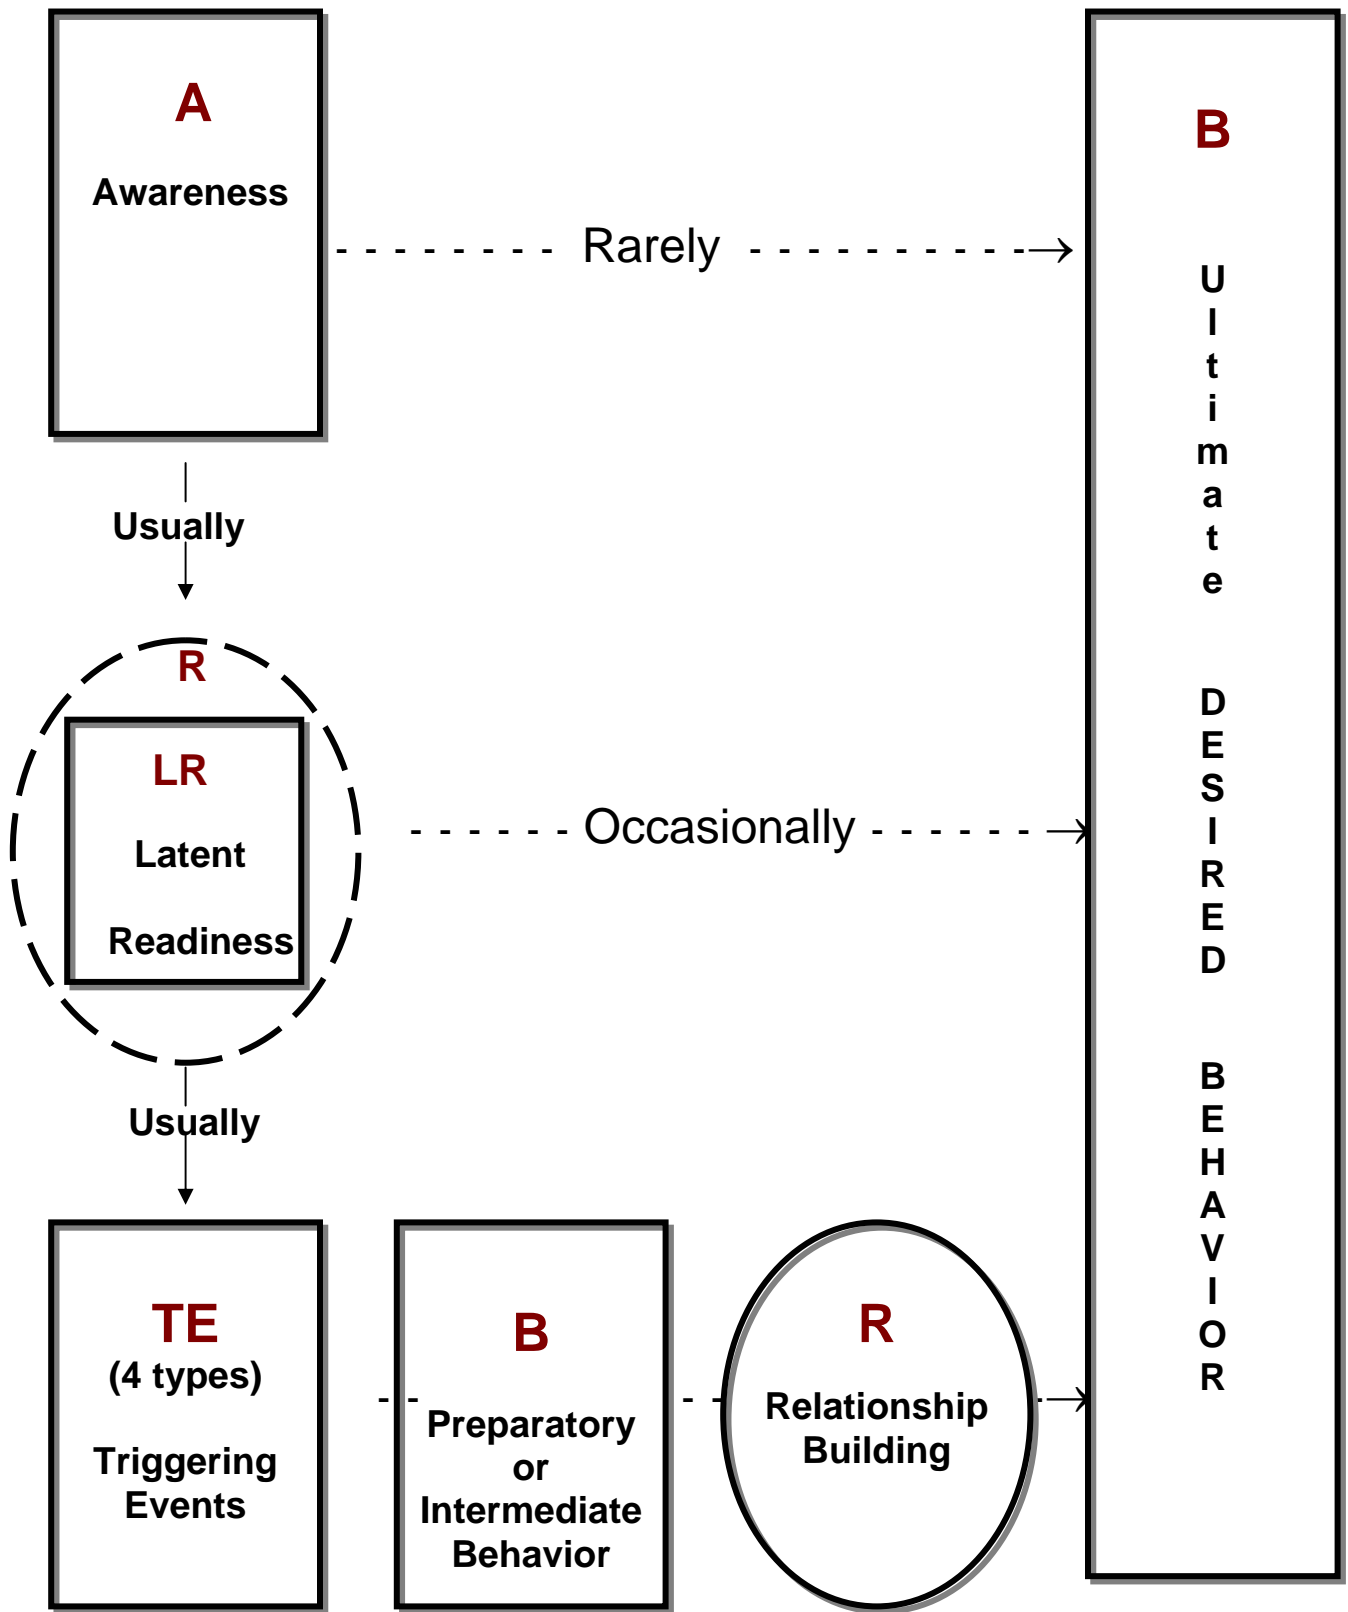 A
Awareness
Rarely
Usually
R
LR
Latent
Readiness
Occasionally
Usually
TE
(4 types)
Triggering
Events
B
Preparatory
or
Intermediate
Behavior
R
Relationship
Building
B
U
l
t
i
m
a
t
e
D
E
S
I
R
E
D
B
E
H
A
V
I
O
R